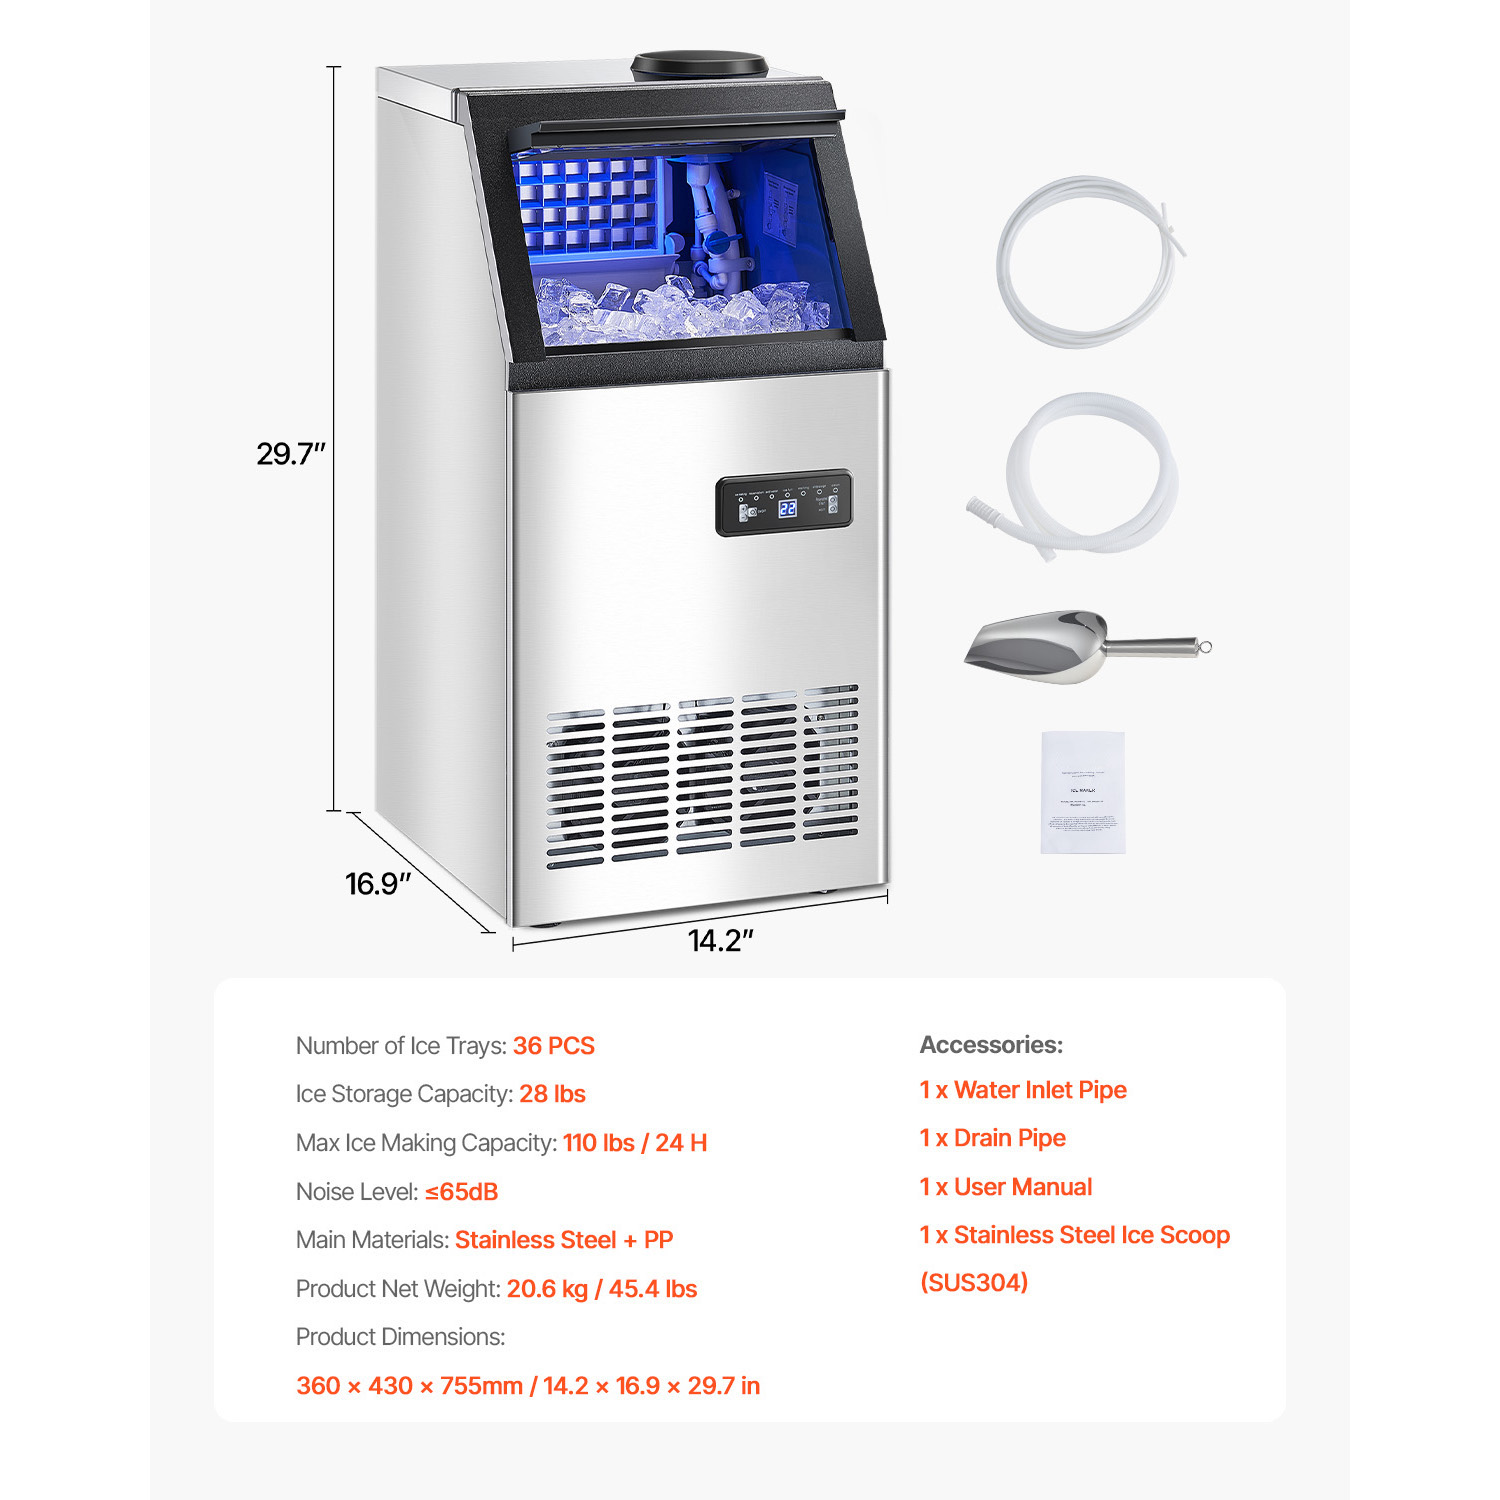 29.7"
16.9"
14.2"
22
ICE MAKER
Number of Ice Trays: 36 PCS
Ice Storage Capacity: 28 lbs
Max Ice Making Capacity: 110 lbs / 24 H
Noise Level: ≤65dB
Main Materials: Stainless Steel + PP
Product Net Weight: 20.6 kg / 45.4 lbs
Product Dimensions:
360 × 430 × 755mm / 14.2 × 16.9 × 29.7 in
Accessories:
1 x Water Inlet Pipe
1 x Drain Pipe
1 x User Manual
1 x Stainless Steel Ice Scoop
(SUS304)